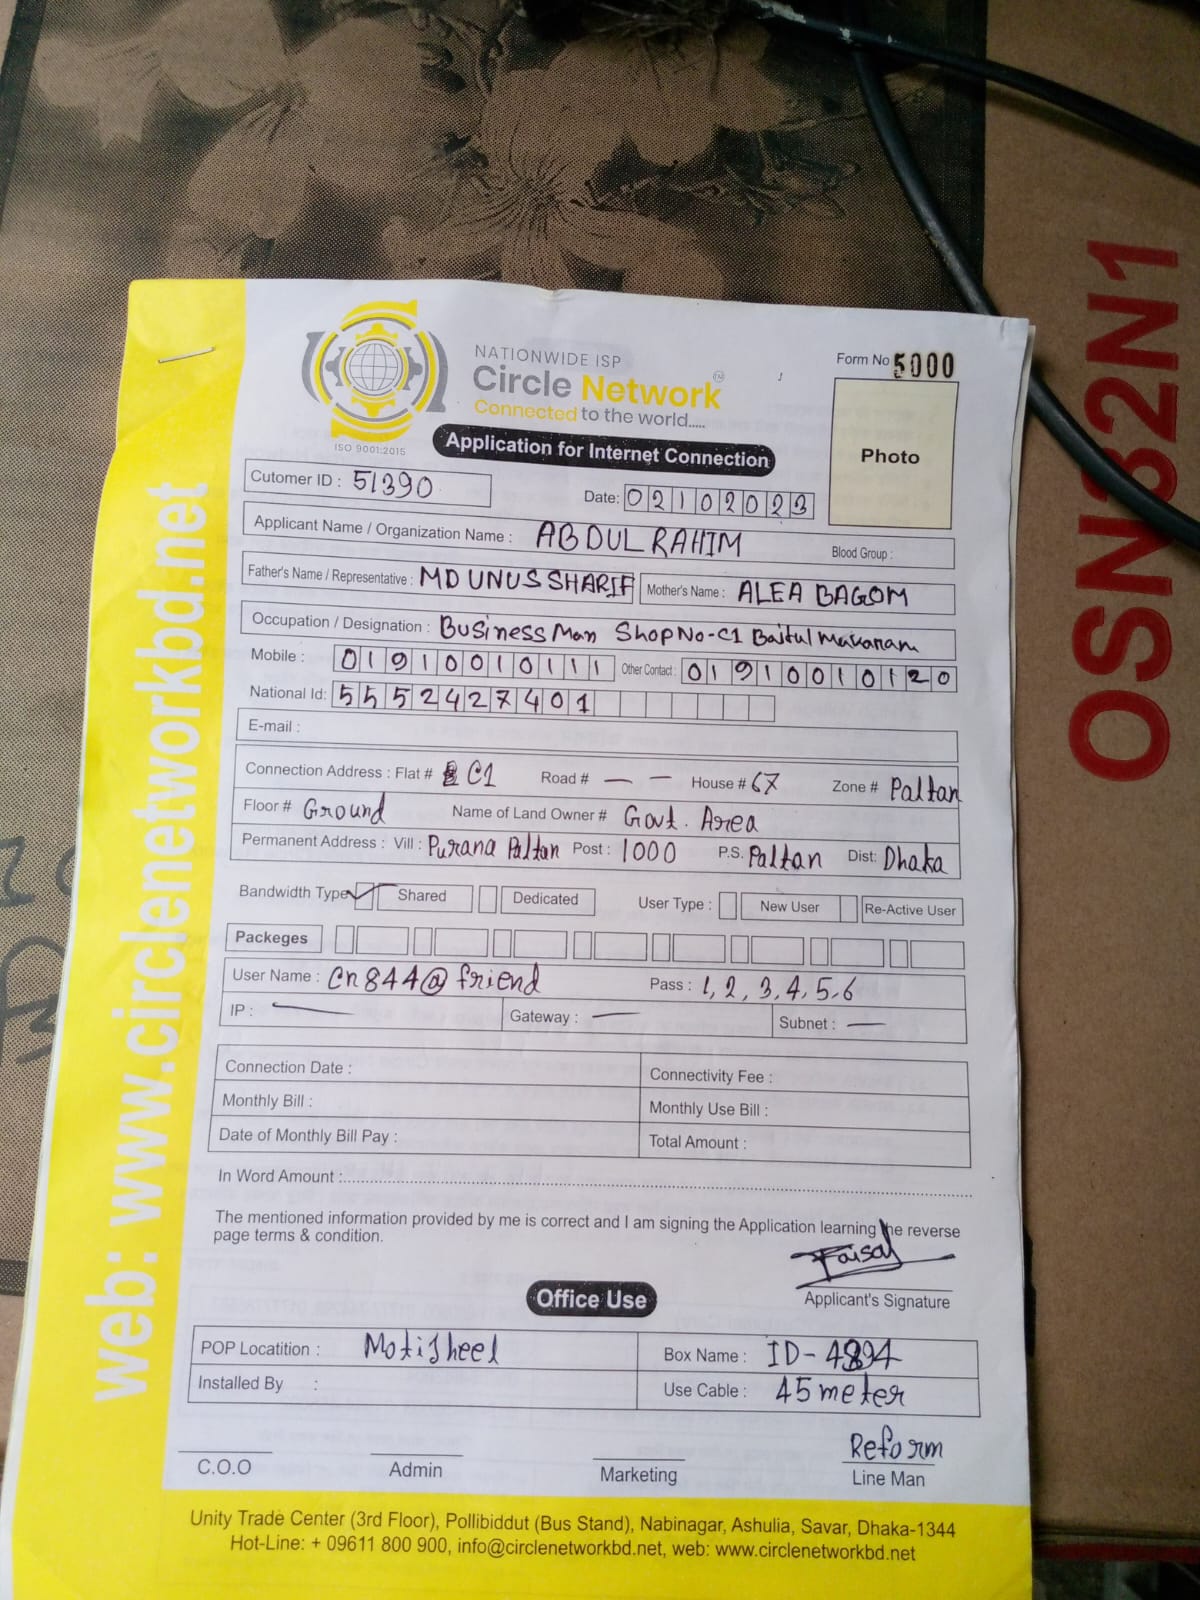 OSN32N1
web: www.circlenetworkbd.net
ISO 9001:2015
NATIONWIDE ISP
Circle Network
Connected to the world.....
Application for Internet Connection
Form No 5000
Photo
Cutomer ID : 51390
Date: 02102023
Applicant Name / Organization Name : ABDUL RAHIM Blood Group :
Father's Name / Representative : MD UNUS SHARIF Mother's Name : ALEA BAGOM
Occupation / Designation : Business Man Shop No-C1 Baitul Mukaram
Mobile : 01910010111 Other Contact : 01910010120
National Id: 5552427401
E-mail :
Connection Address : Flat # C1 Road # — — House # 67 Zone # Paltan
Floor # Ground Name of Land Owner # Govt. Area
Permanent Address : Vill : Purana Paltan Post : 1000 P.S. Paltan Dist: Dhaka
Bandwidth Type Shared Dedicated User Type : New User Re-Active User
Packeges
User Name : Cn844@friend Pass : 1,2,3,4,5,6
IP : — Gateway : — Subnet : —
Connection Date : Connectivity Fee :
Monthly Bill : Monthly Use Bill :
Date of Monthly Bill Pay : Total Amount :
In Word Amount :
The mentioned information provided by me is correct and I am signing the Application learning the reverse
page terms & condition.
Faisal
Applicant's Signature
Office Use
POP Locatition : Motijheel Box Name : ID-4894
Installed By : Use Cable : 45 meter
Reform
C.O.O Admin Marketing Line Man
Unity Trade Center (3rd Floor), Pollibiddut (Bus Stand), Nabinagar, Ashulia, Savar, Dhaka-1344
Hot-Line: + 09611 800 900, info@circlenetworkbd.net, web: www.circlenetworkbd.net